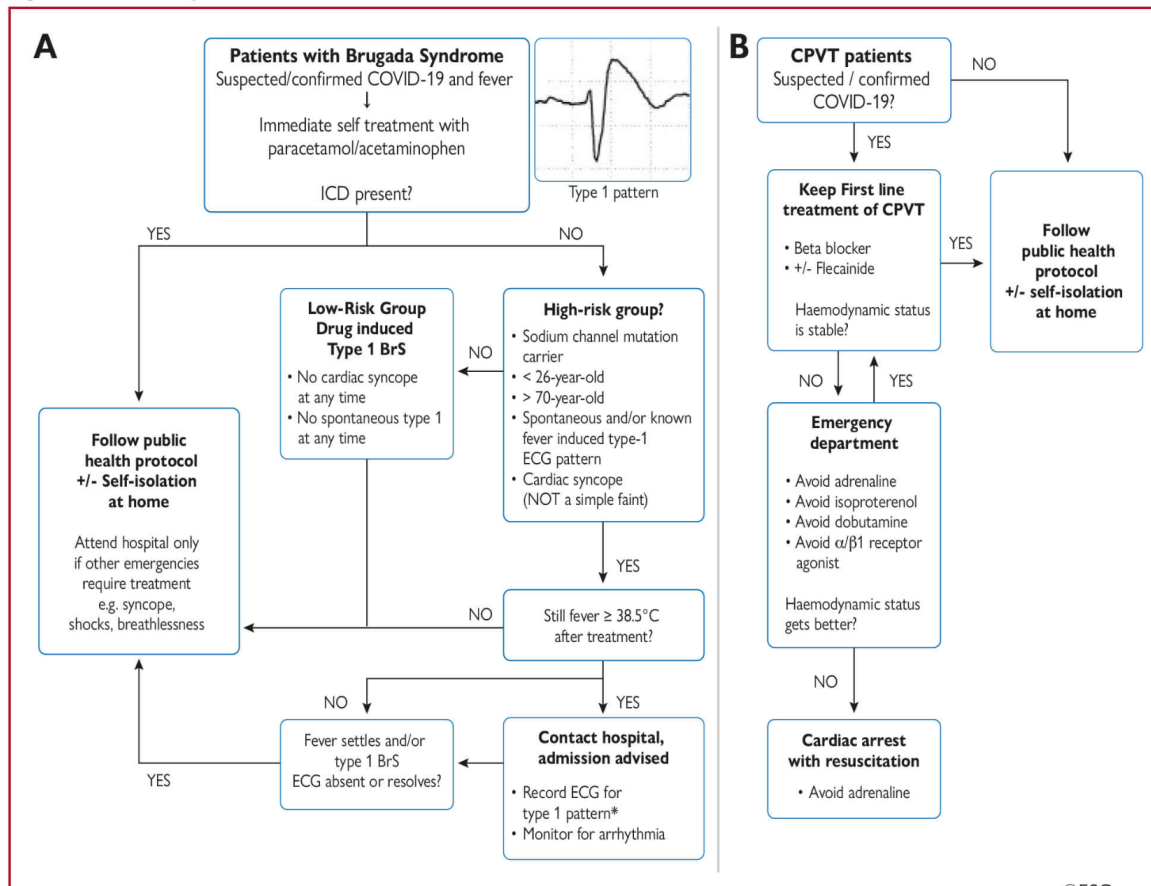 A
Patients with Brugada Syndrome
Suspected/confirmed COVID-19 and fever
Immediate self treatment with
paracetamol/acetaminophen
ICD present?
Type 1 pattern
YES
NO
Low-Risk Group
Drug induced
Type 1 BrS
• No cardiac syncope
at any time
• No spontaneous type 1
at any time
NO
High-risk group?
• Sodium channel mutation
carrier
• < 26-year-old
• > 70-year-old
• Spontaneous and/or known
fever induced type-1
ECG pattern
• Cardiac syncope
(NOT a simple faint)
Follow public
health protocol
+/- Self-isolation
at home
Attend hospital only
if other emergencies
require treatment
e.g. syncope,
shocks, breathlessness
YES
NO
Still fever ≥ 38.5°C
after treatment?
NO
YES
Fever settles and/or
type 1 BrS
ECG absent or resolves?
YES
Contact hospital,
admission advised
• Record ECG for
type 1 pattern*
• Monitor for arrhythmia
B
CPVT patients
Suspected / confirmed
COVID-19?
NO
YES
Keep First line
treatment of CPVT
• Beta blocker
• +/- Flecainide
Haemodynamic status
is stable?
YES
Follow
public health
protocol
+/- self-isolation
at home
NO
YES
Emergency
department
• Avoid adrenaline
• Avoid isoproterenol
• Avoid dobutamine
• Avoid α/β1 receptor
agonist
Haemodynamic status
gets better?
NO
Cardiac arrest
with resuscitation
• Avoid adrenaline